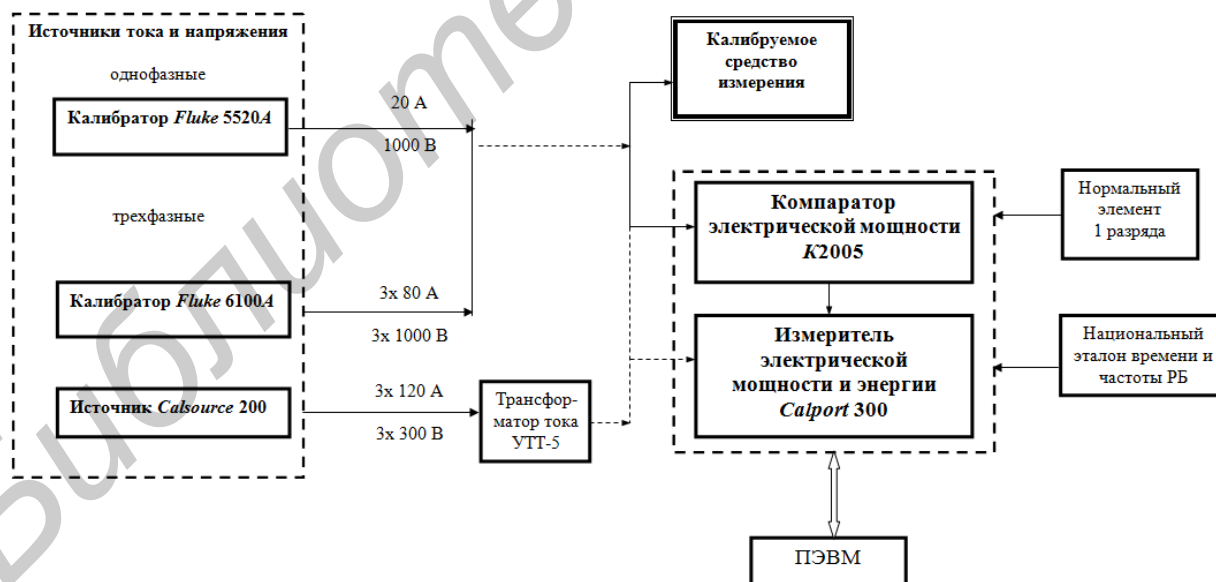 Источники тока и напряжения
однофазные
Калибратор Fluke 5520A
20 А
1000 В
трехфазные
Калибратор Fluke 6100A
3х 80 А
3х 1000 В
Источник Calsource 200
3х 120 А
3х 300 В
Трансфор-
матор тока
УТТ-5
Калибруемое
средство
измерения
Компаратор
электрической мощности
К2005
Измеритель
электрической
мощности и энергии
Calport 300
Нормальный
элемент
1 разряда
Национальный
эталон времени и
частоты РБ
ПЭВМ